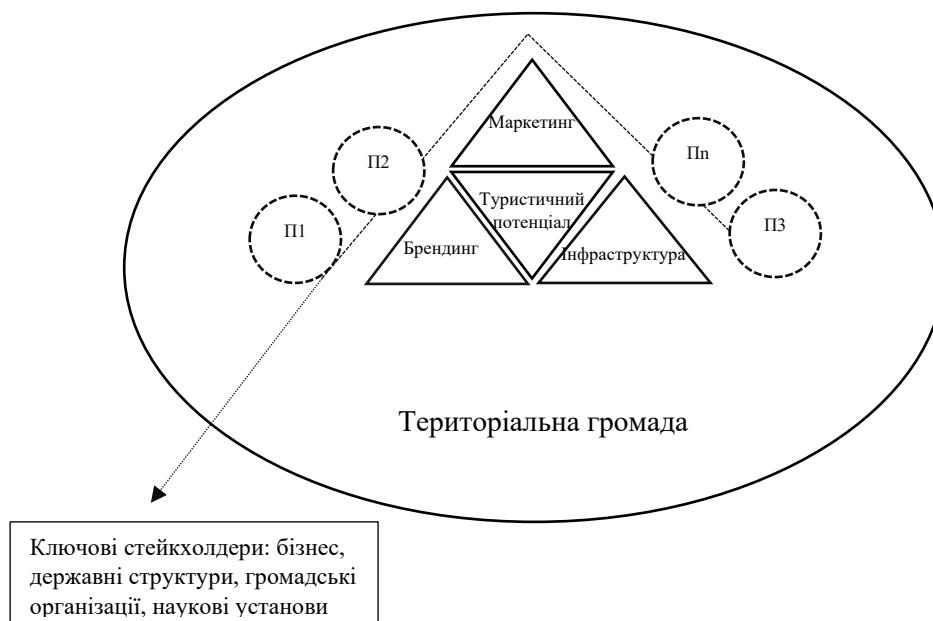 Маркетинг
П2
Пn
Туристичний
потенціал
П1
П3
Брендинг
Інфраструктура
Територіальна громада
Ключові стейкхолдери: бізнес,
державні структури, громадські
організації, наукові установи